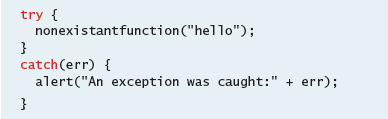 try {
  nonexistantfunction("hello");
}
catch(err) {
  alert("An exception was caught:" + err);
}